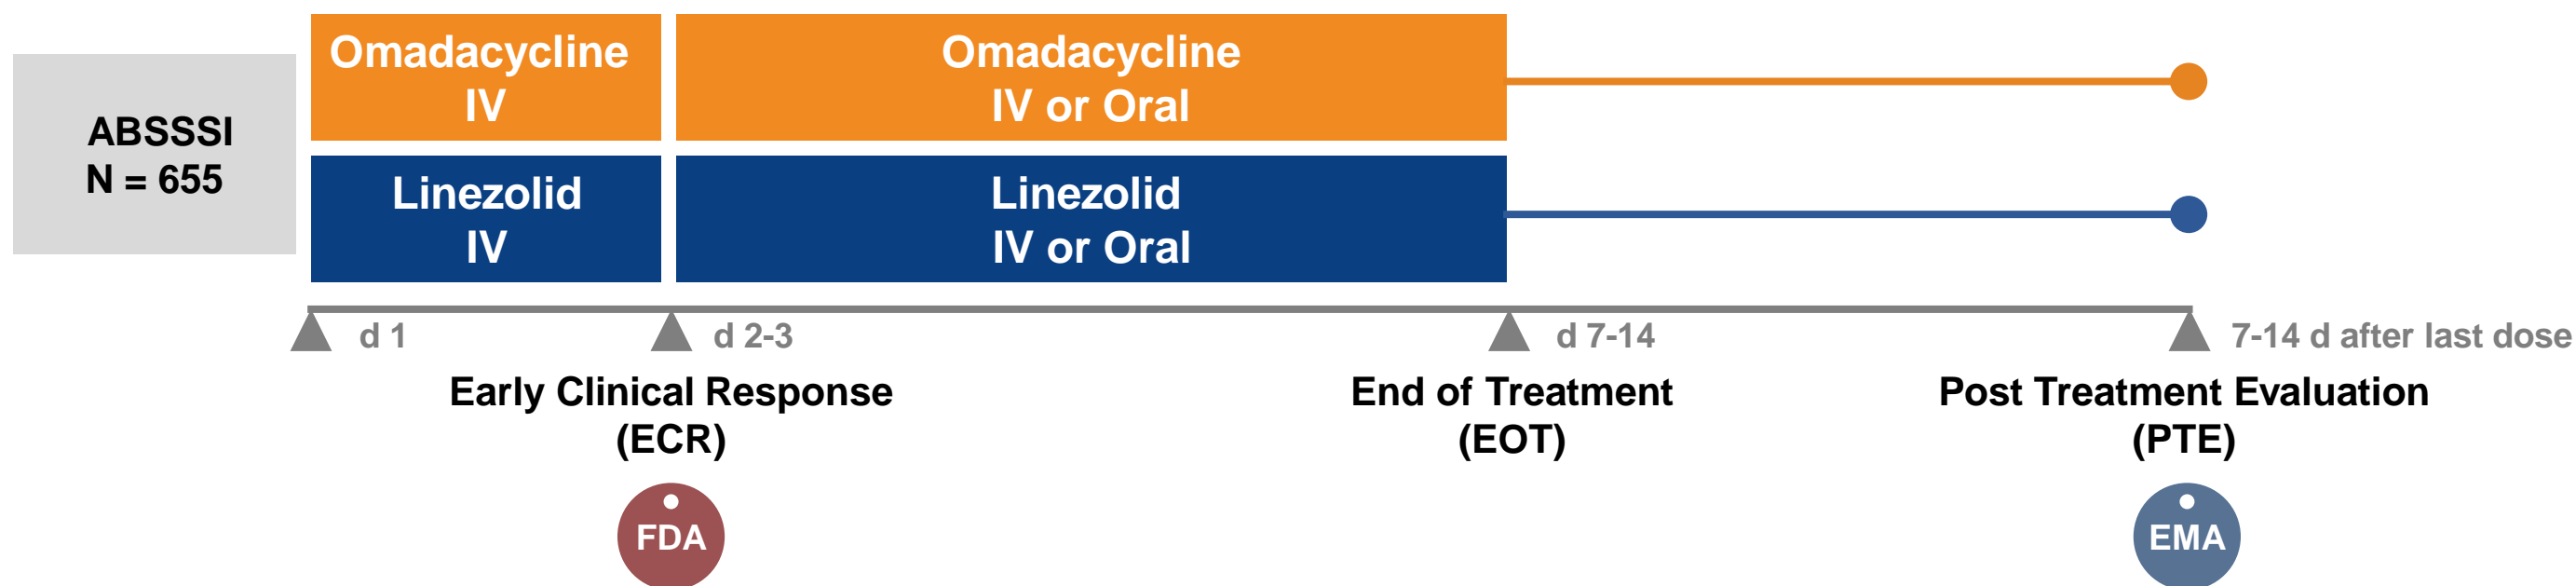 ABSSSI
N = 655
Omadacycline
IV
Omadacycline
IV or Oral
Linezolid
IV
Linezolid
IV or Oral
d 1
d 2-3
d 7-14
7-14 d after last dose
Early Clinical Response
(ECR)
End of Treatment
(EOT)
Post Treatment Evaluation
(PTE)
FDA
EMA